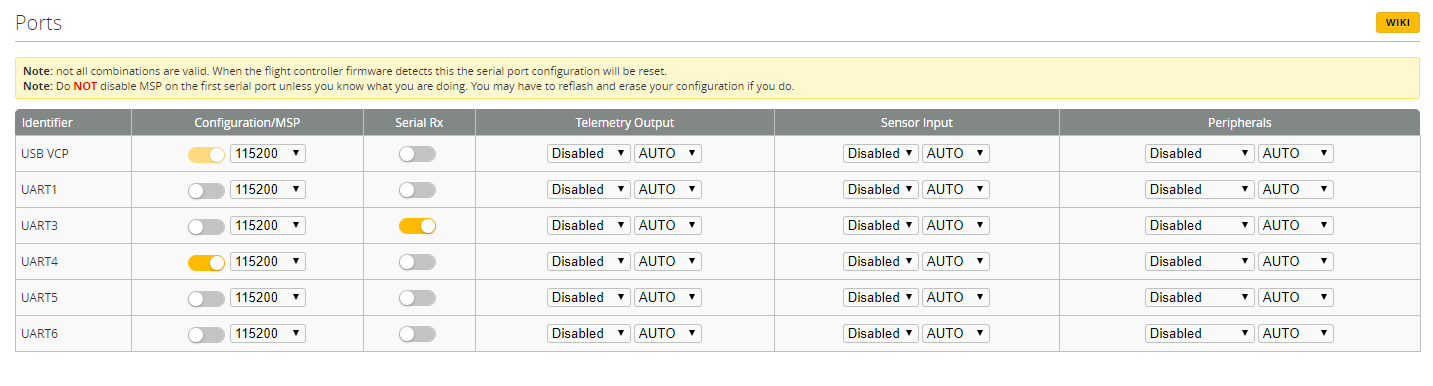 Ports
WIKI
Note: not all combinations are valid. When the flight controller firmware detects this the serial port configuration will be reset.
Note: Do NOT disable MSP on the first serial port unless you know what you are doing. You may have to reflash and erase your configuration if you do.
Identifier Configuration/MSP Serial Rx Telemetry Output Sensor Input Peripherals
USB VCP 115200 Disabled AUTO Disabled AUTO Disabled AUTO
UART1 115200 Disabled AUTO Disabled AUTO Disabled AUTO
UART3 115200 Disabled AUTO Disabled AUTO Disabled AUTO
UART4 115200 Disabled AUTO Disabled AUTO Disabled AUTO
UART5 115200 Disabled AUTO Disabled AUTO Disabled AUTO
UART6 115200 Disabled AUTO Disabled AUTO Disabled AUTO